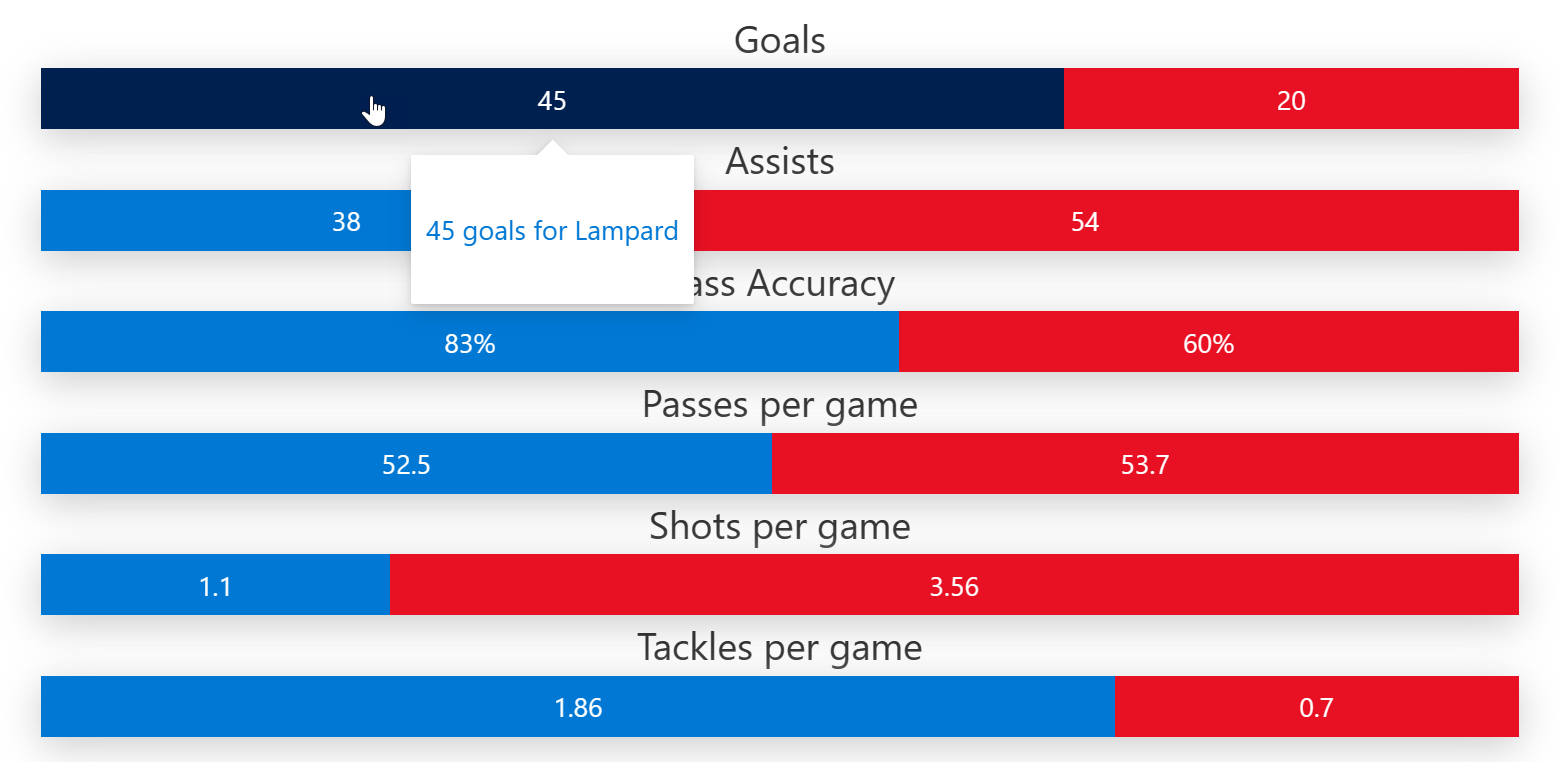 Goals
45 20
Assists
38 54
45 goals for Lampard
Accuracy
83% 60%
Passes per game
52.5 53.7
Shots per game
1.1 3.56
Tackles per game
1.86 0.7